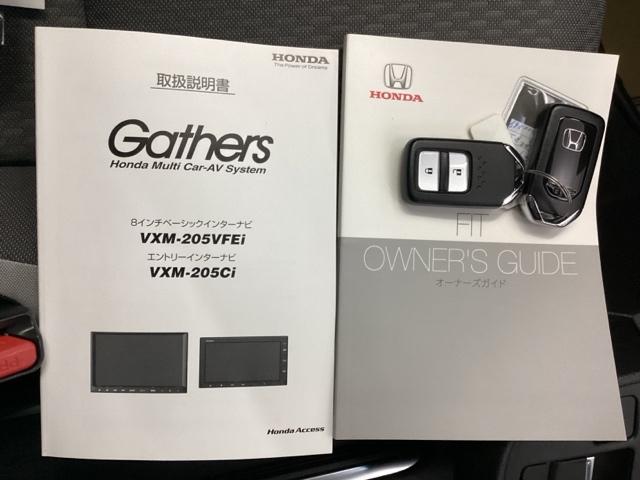 HONDA
The Power of Dreams
取扱説明書
Gathers
Honda Multi Car-AV System
8インチベーシックインターナビ
VXM-205VFEi
エントリーインターナビ
VXM-205Ci
Honda Access
HONDA
FIT
OWNER'S GUIDE
オーナーズガイド